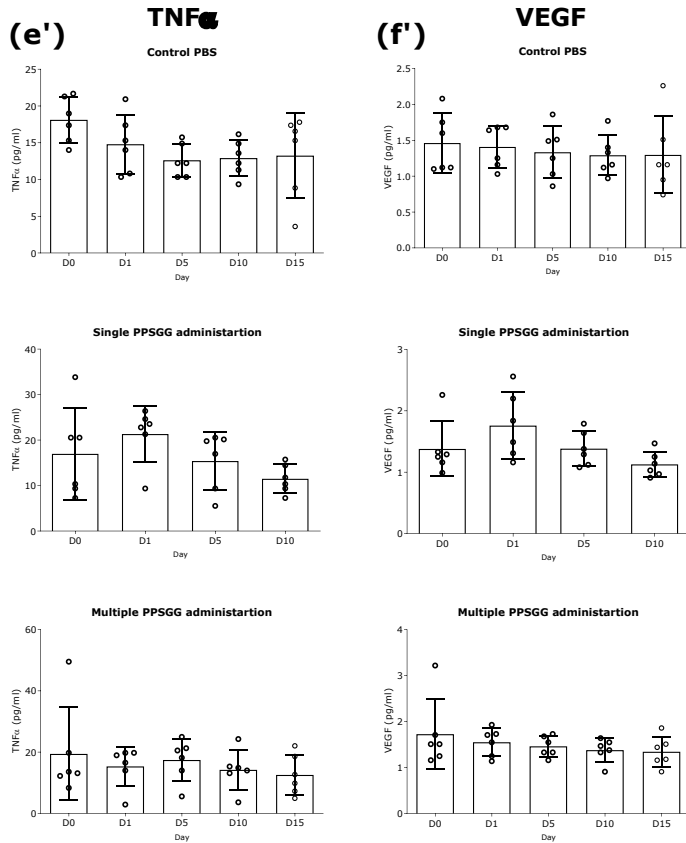 (e')
TNFα
Control PBS
TNFα (pg/ml)
25
20
15
10
5
0
D0 D1 D5 D10 D15
Day
Single PPSGG administartion
TNFα (pg/ml)
40
30
20
10
0
D0 D1 D5 D10
Day
Multiple PPSGG administartion
TNFα (pg/ml)
60
40
20
0
D0 D1 D5 D10 D15
Day
(f')
VEGF
Control PBS
VEGF (pg/ml)
2.5
2.0
1.5
1.0
0.5
0.0
D0 D1 D5 D10 D15
Day
Single PPSGG administartion
VEGF (pg/ml)
3
2
1
0
D0 D1 D5 D10
Day
Multiple PPSGG administartion
VEGF (pg/ml)
4
3
2
1
0
D0 D1 D5 D10 D15
Day